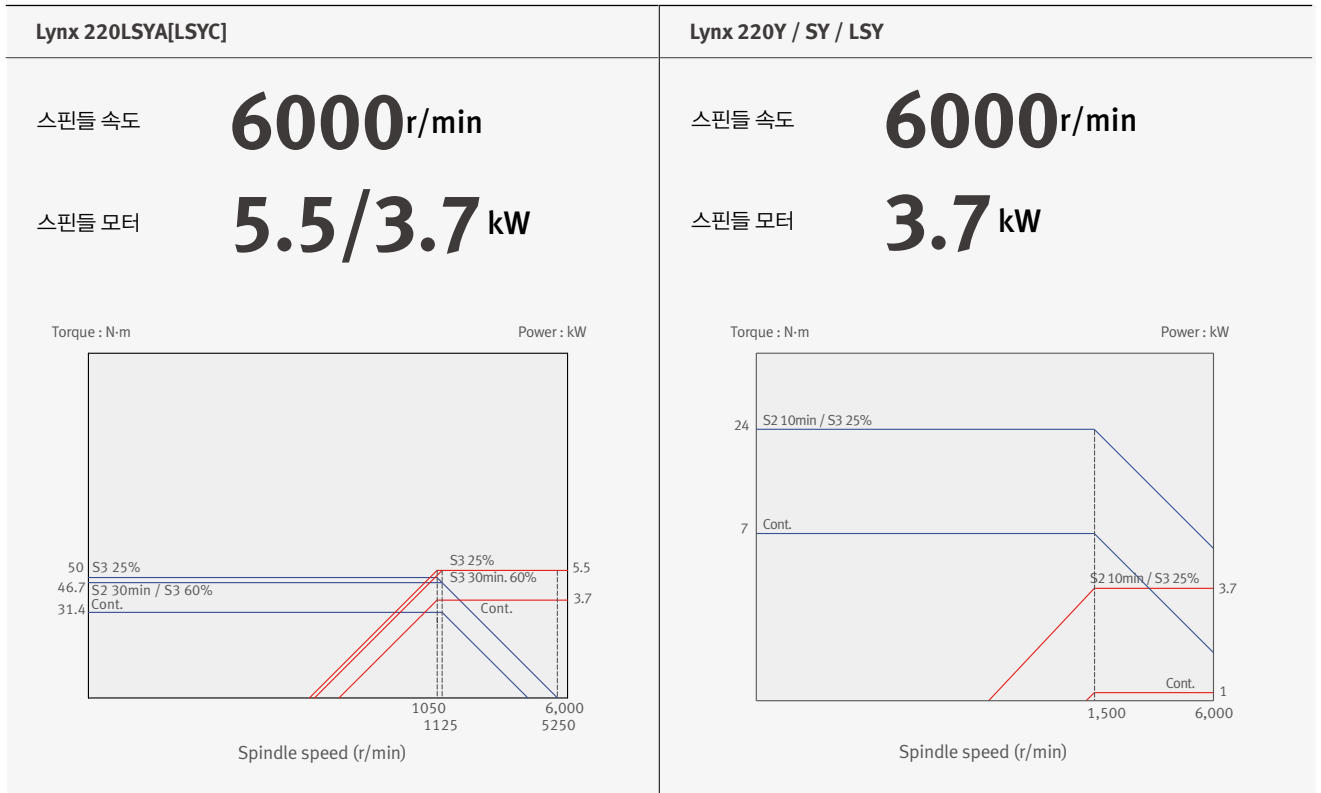 Lynx 220LSYA[LSYC]
스핀들 속도 6000r/min
스핀들 모터 5.5/3.7 kW
Torque : N·m Power : kW
S3 25%
50 S3 25% 5.5
S3 30min. 60%
46.7 S2 30min / S3 60%
3.7
31.4 Cont. Cont.
1050 6,000
1125 5250
Spindle speed (r/min)
Lynx 220Y / SY / LSY
스핀들 속도 6000r/min
스핀들 모터 3.7 kW
Torque : N·m Power : kW
24 S2 10min / S3 25%
7 Cont.
S2 10min / S3 25% 3.7
Cont. 1
1,500 6,000
Spindle speed (r/min)